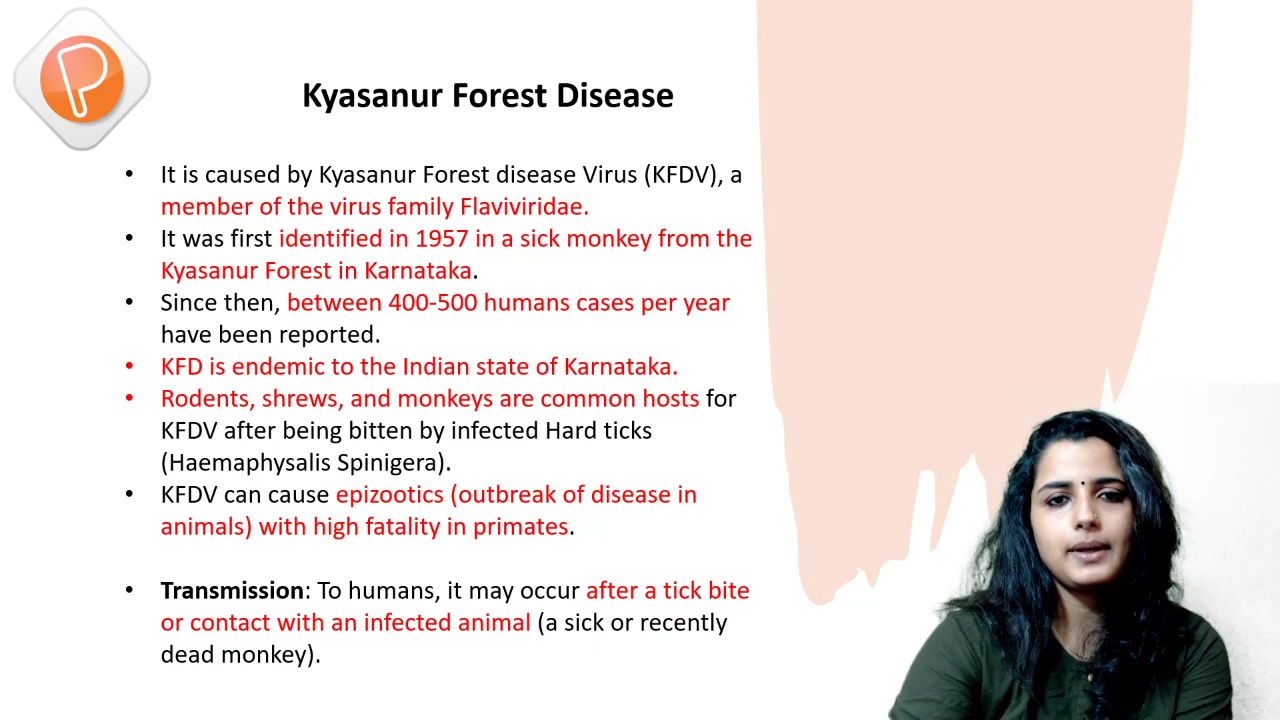 P
Kyasanur Forest Disease
• It is caused by Kyasanur Forest disease Virus (KFDV), a
member of the virus family Flaviviridae.
• It was first identified in 1957 in a sick monkey from the
Kyasanur Forest in Karnataka.
• Since then, between 400-500 humans cases per year
have been reported.
• KFD is endemic to the Indian state of Karnataka.
• Rodents, shrews, and monkeys are common hosts for
KFDV after being bitten by infected Hard ticks
(Haemaphysalis Spinigera).
• KFDV can cause epizootics (outbreak of disease in
animals) with high fatality in primates.
• Transmission: To humans, it may occur after a tick bite
or contact with an infected animal (a sick or recently
dead monkey).